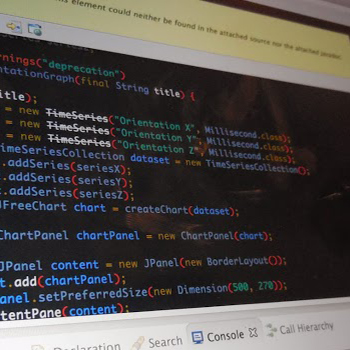 element could neither be found in the attached source nor the attached javadoc
rnings("deprecation")
ntationGraph(final String title) {
itle);
= new TimeSeries("Orientation X", Millisecond.class);
= new TimeSeries("Orientation Y", Millisecond.class);
= new TimeSeries("Orientation Z", Millisecond.class);
TimeSeriesCollection dataset = new TimeSeriesCollection();
.addSeries(seriesX);
.addSeries(seriesY);
t.addSeries(seriesZ);
JFreeChart chart = createChart(dataset);
ChartPanel chartPanel = new ChartPanel(chart);
JPanel content = new JPanel(new BorderLayout());
t.add(chartPanel);
anel.setPreferredSize(new Dimension(500, 270));
tentPane(content);
Declaration Search Console Call Hierarchy